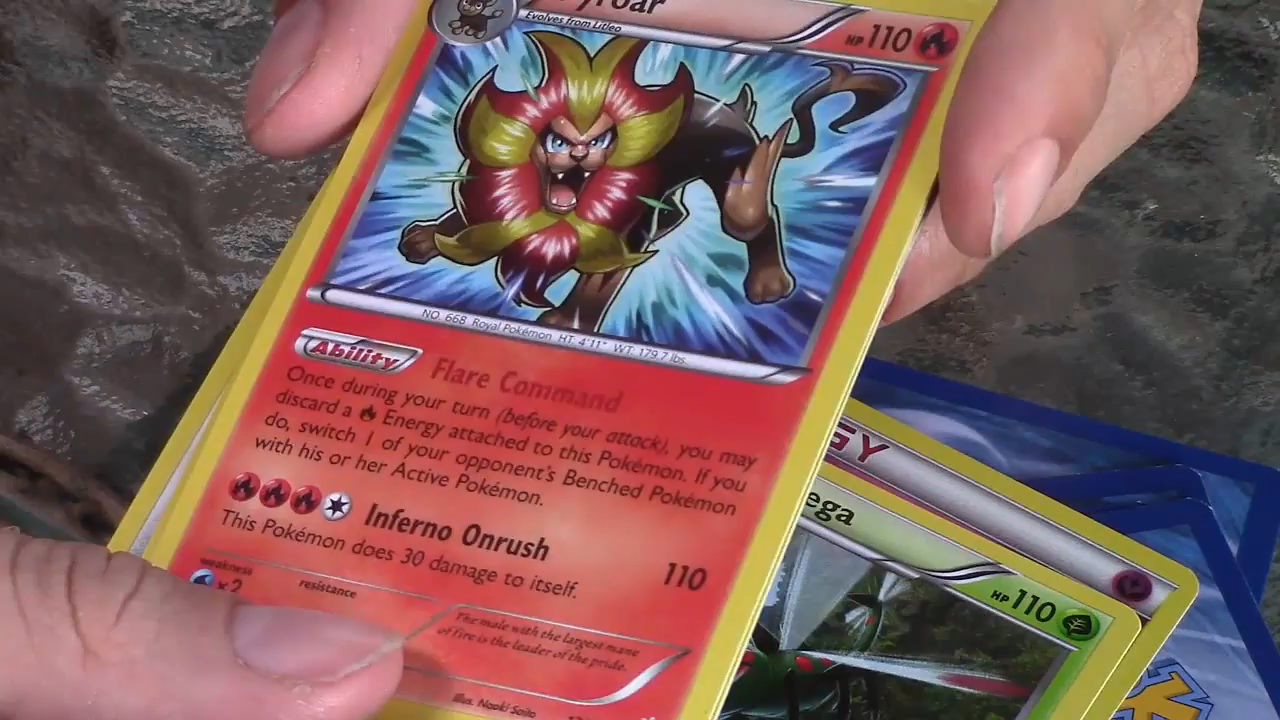 yroar
Evolves from Litleo
HP 110
NO. 668 Royal Pokémon HT: 4'11" WT: 179.7 lbs.
Ability Flare Command
Once during your turn (before your attack), you may
discard a Energy attached to this Pokémon. If you
do, switch 1 of your opponent's Benched Pokémon
with his or her Active Pokémon.
Inferno Onrush 110
This Pokémon does 30 damage to itself.
weakness
×2
resistance
The male with the largest mane
of fire is the leader of the pride.
Illus. Naoki Saito
GY
ega
HP 110